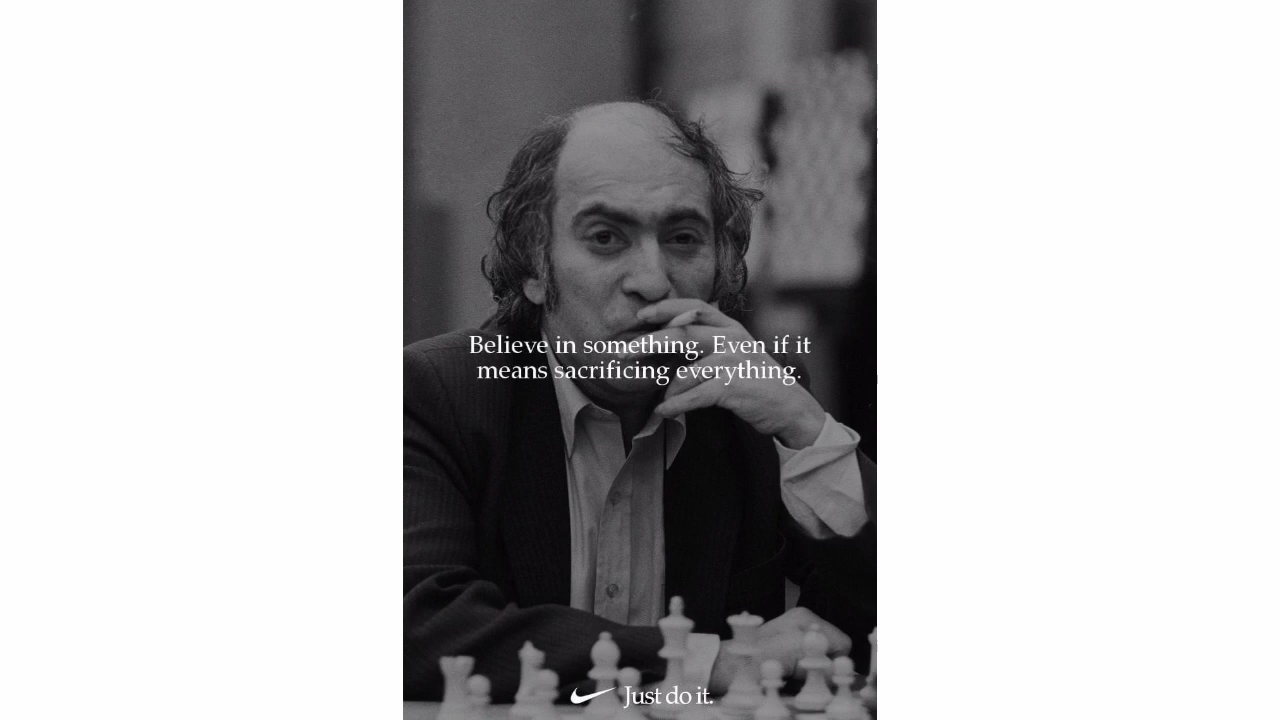 Believe in something. Even if it
means sacrificing everything.
Just do it.